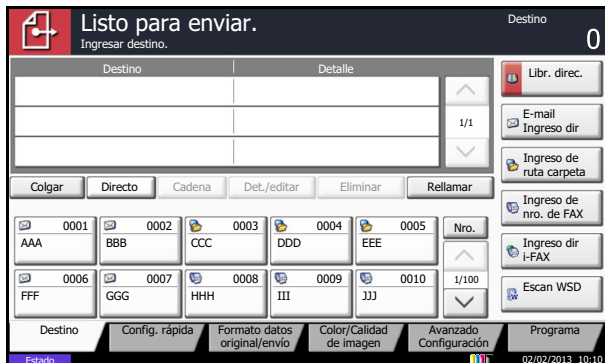 Listo para enviar.
Ingresar destino.
Destino
0
Destino Detalle
1/1
Colgar Directo Cadena Det./editar Eliminar Rellamar
0001 0002 0003 0004 0005 Nro.
AAA BBB CCC DDD EEE
0006 0007 0008 0009 0010 1/100
FFF GGG HHH III JJJ
Libr. direc.
E-mail
Ingreso dir
Ingreso de
ruta carpeta
Ingreso de
nro. de FAX
Ingreso dir
i-FAX
Escan WSD
Destino Config. rápida Formato datos
original/envío Color/Calidad
de imagen Avanzado
Configuración Programa
Estado 02/02/2013 10:10